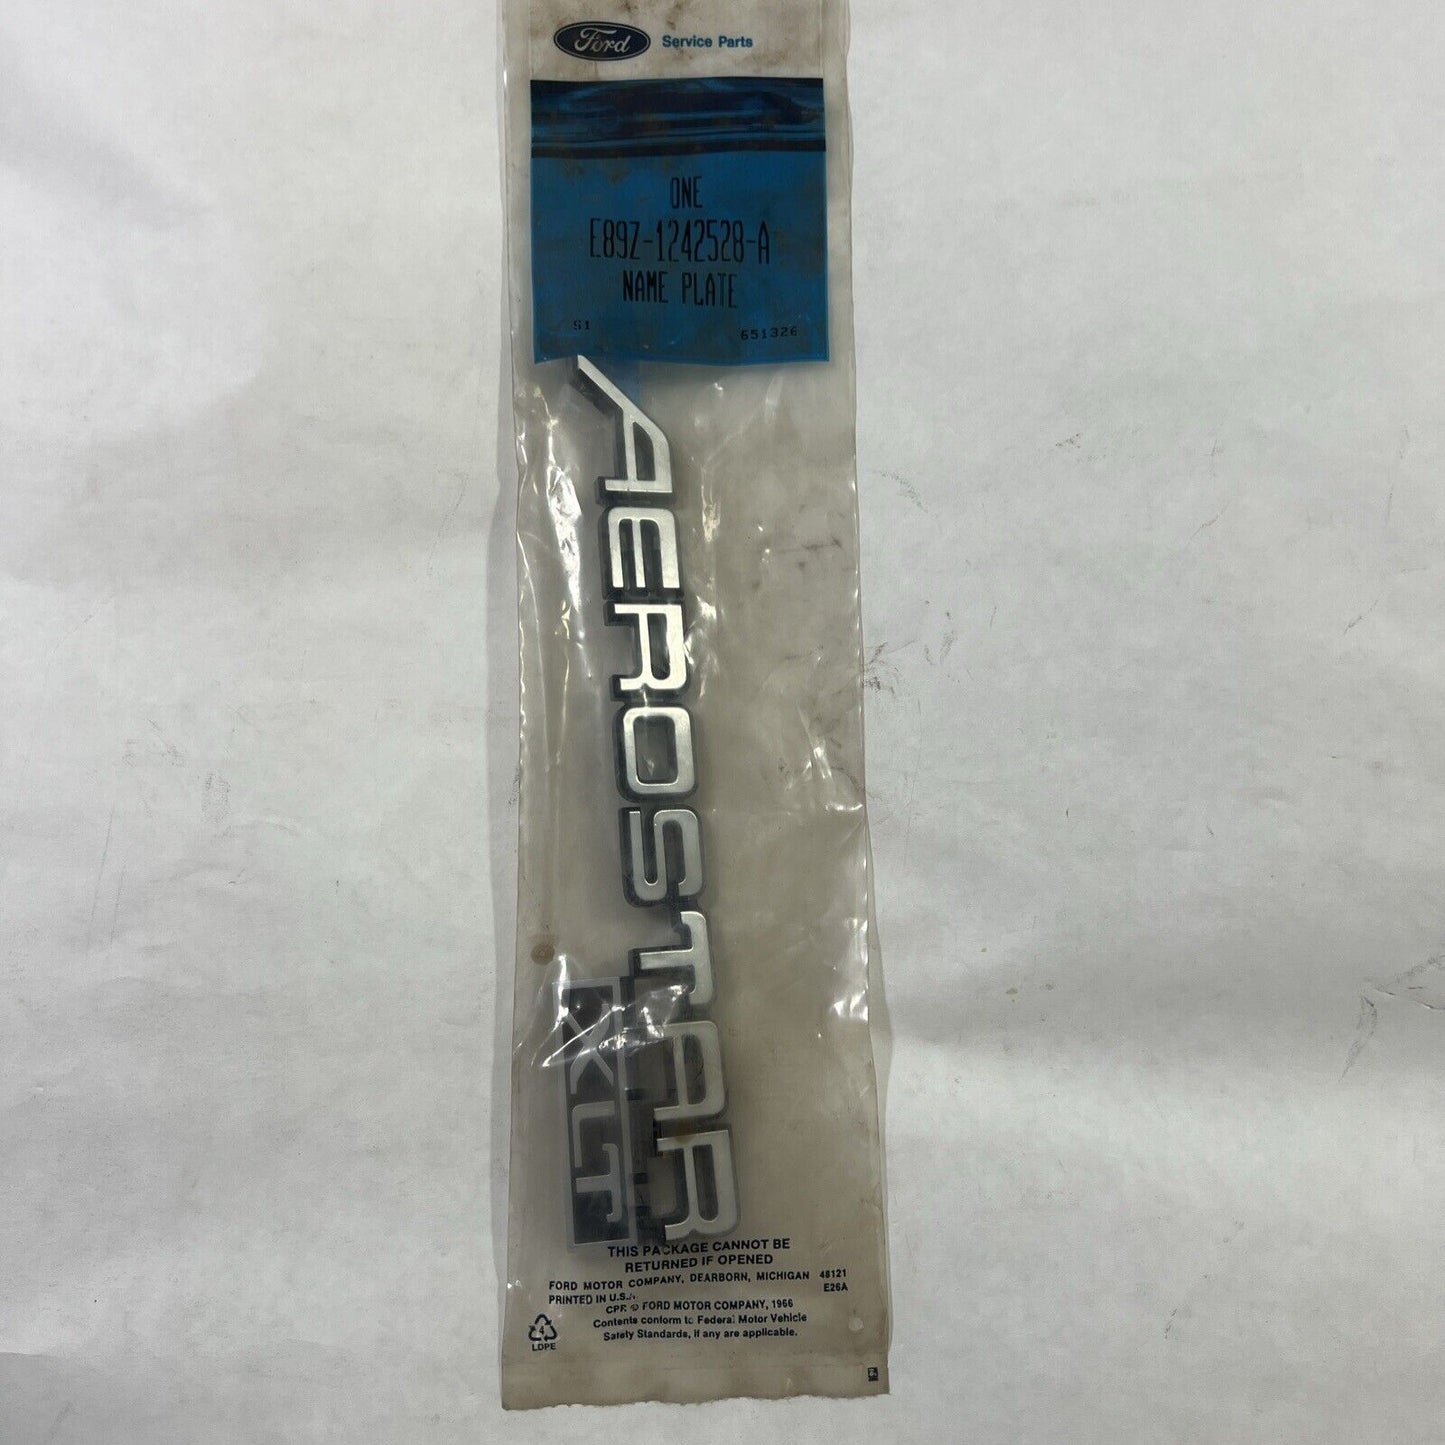 Ford Service Parts
ONE
E89Z-1242528-A
NAME PLATE
S1 651326
AEROSTAR
XLT
THIS PACKAGE CANNOT BE
RETURNED IF OPENED
FORD MOTOR COMPANY, DEARBORN, MICHIGAN 48121
PRINTED IN U.S.A. E26A
CPR © FORD MOTOR COMPANY, 1966
Contents conform to Federal Motor Vehicle
Safety Standards, if any are applicable.
4
LDPE